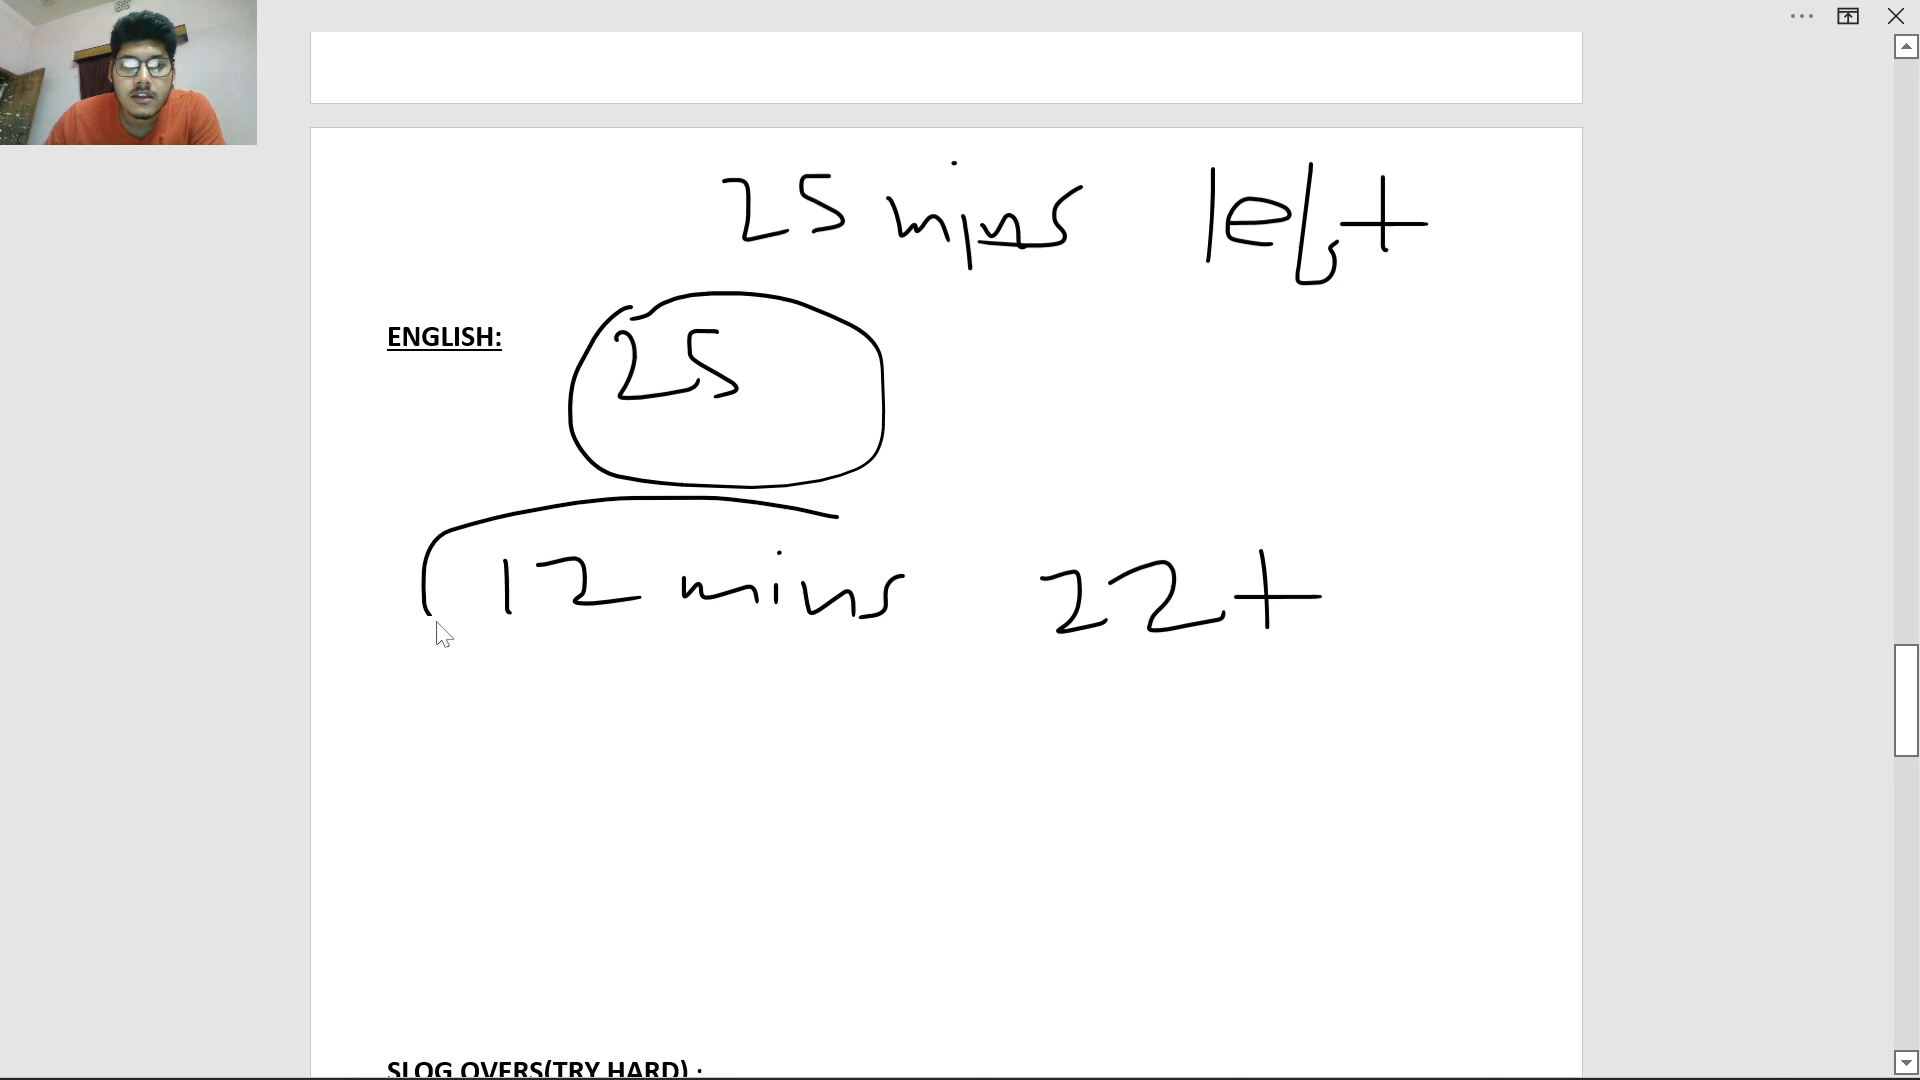 25 mins left
ENGLISH:
25
12 mins 22+
SLOG OVERS(TRY HARD) :